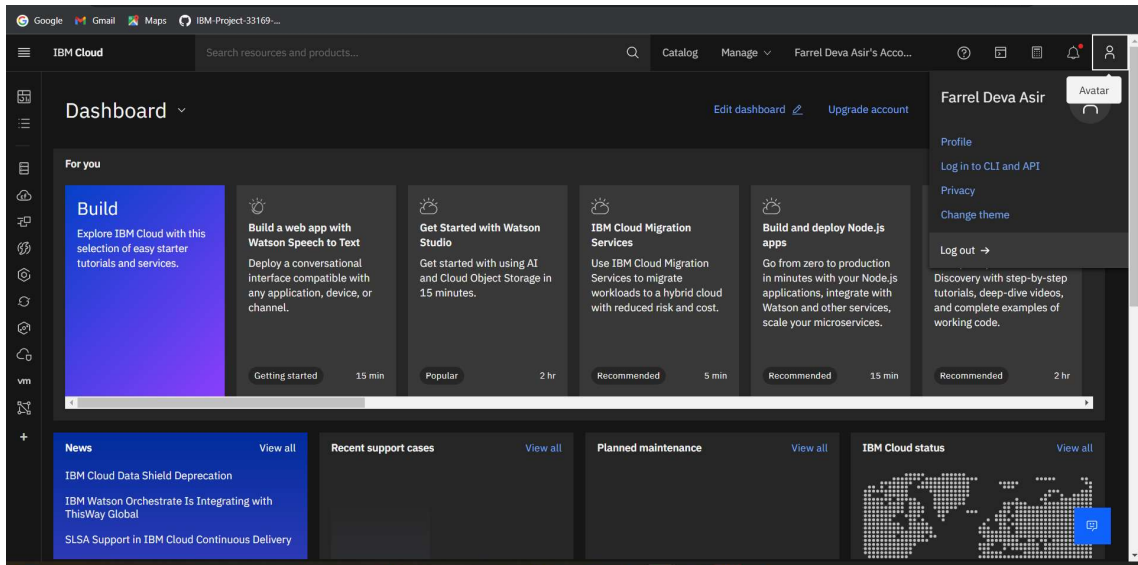 Google Gmail Maps IBM-Project-33169-...
IBM Cloud Search resources and products... Catalog Manage Farrel Deva Asir's Acco...
Avatar
Farrel Deva Asir
Profile
Log in to CLI and API
Privacy
Change theme
Log out →
Dashboard Edit dashboard Upgrade account
For you
Build
Explore IBM Cloud with this
selection of easy starter
tutorials and services.
Build a web app with
Watson Speech to Text
Deploy a conversational
interface compatible with
any application, device, or
channel.
Getting started 15 min
Get Started with Watson
Studio
Get started with using AI
and Cloud Object Storage in
15 minutes.
Popular 2 hr
IBM Cloud Migration
Services
Use IBM Cloud Migration
Services to migrate
workloads to a hybrid cloud
with reduced risk and cost.
Recommended 5 min
Build and deploy Node.js
apps
Go from zero to production
in minutes with your Node.js
applications, integrate with
Watson and other services,
scale your microservices.
Recommended 15 min
Discovery with step-by-step
tutorials, deep-dive videos,
and complete examples of
working code.
Recommended 2 hr
vm
News View all
IBM Cloud Data Shield Deprecation
IBM Watson Orchestrate Is Integrating with
ThisWay Global
SLSA Support in IBM Cloud Continuous Delivery
Recent support cases View all
Planned maintenance View all
IBM Cloud status View all